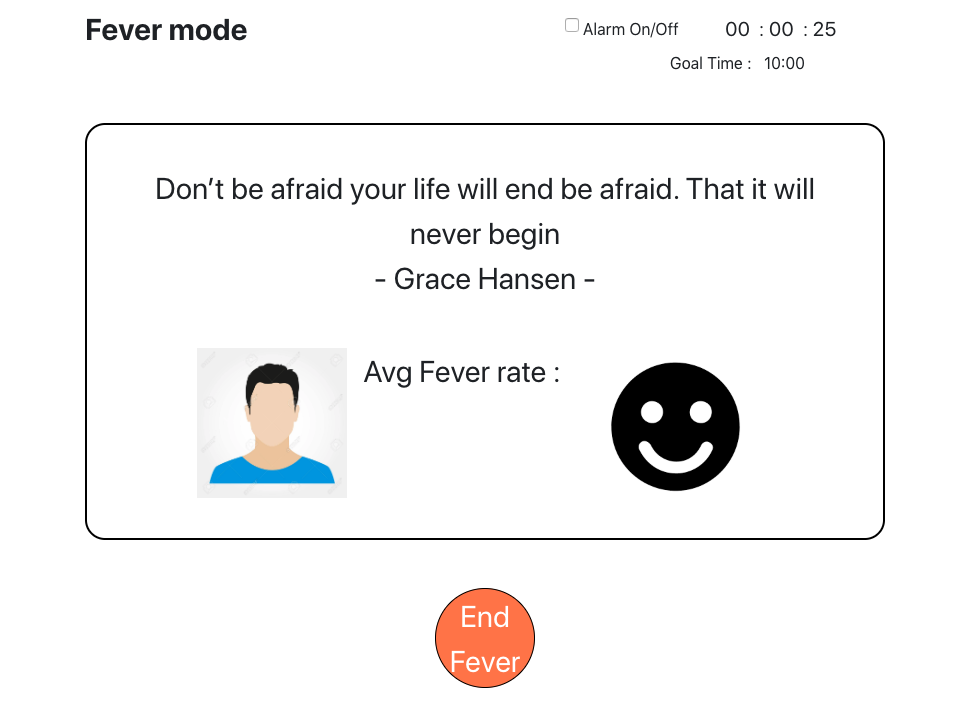 Fever mode
Alarm On/Off 00 : 00 : 25
Goal Time : 10:00
Don't be afraid your life will end be afraid. That it will
never begin
- Grace Hansen -
Avg Fever rate :
End
Fever